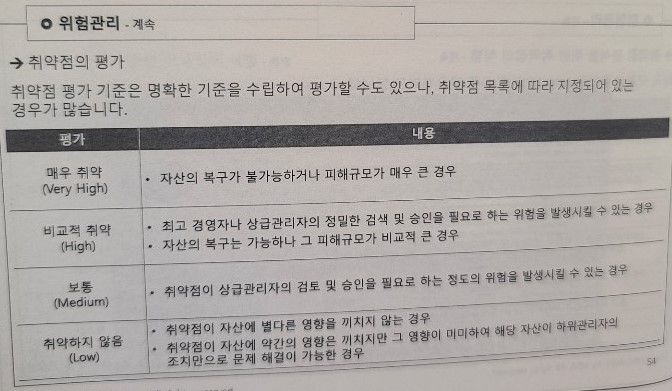 위험관리 - 계속
→ 취약점의 평가
취약점 평가 기준은 명확한 기준을 수립하여 평가할 수도 있으나, 취약점 목록에 따라 지정되어 있는
경우가 많습니다.
평가 내용
매우 취약
(Very High)
• 자산의 복구가 불가능하거나 피해규모가 매우 큰 경우
비교적 취약
(High)
• 최고 경영자나 상급관리자의 정밀한 검색 및 승인을 필요로 하는 위험을 발생시킬 수 있는 경우
• 자산의 복구는 가능하나 그 피해규모가 비교적 큰 경우
보통
(Medium)
• 취약점이 상급관리자의 검토 및 승인을 필요로 하는 정도의 위험을 발생시킬 수 있는 경우
취약하지 않음
(Low)
• 취약점이 자산에 별다른 영향을 끼치지 않는 경우
• 취약점이 자산에 약간의 영향은 끼치지만 그 영향이 미미하여 해당 자산이 하위관리자의
조치만으로 문제 해결이 가능한 경우
54